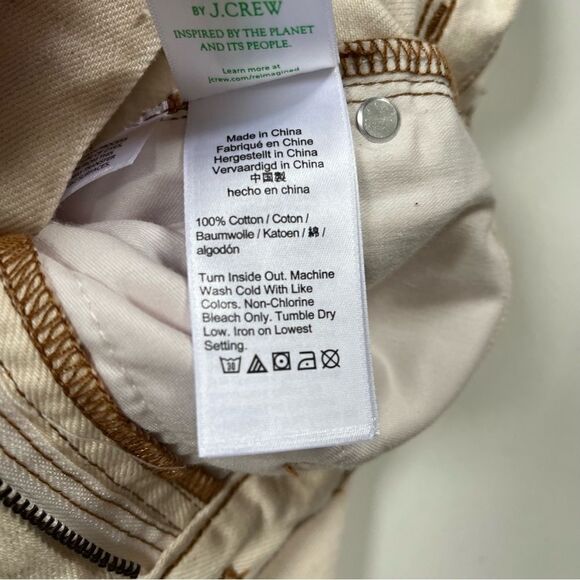 BY J.CREW
INSPIRED BY THE PLANET
AND ITS PEOPLE.
Learn more at
jcrew.com/reimagined
Made in China
Fabriqué en Chine
Hergestellt in China
Vervaardigd in China
中国製
hecho en china
100% Cotton / Coton /
Baumwolle / Katoen / 綿 /
algodón
Turn Inside Out. Machine
Wash Cold With Like
Colors. Non-Chlorine
Bleach Only. Tumble Dry
Low. Iron on Lowest
Setting.
30